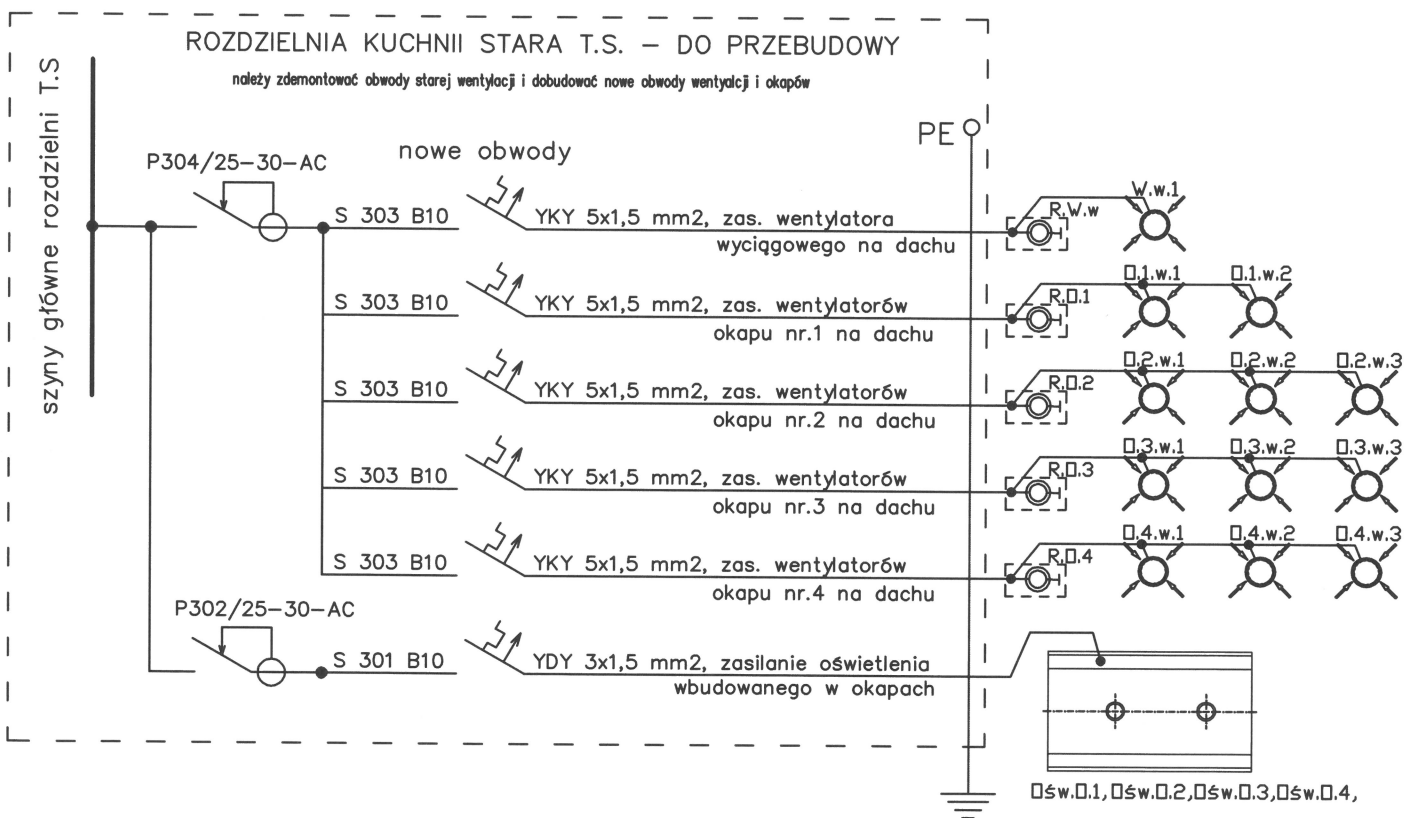 ROZDZIELNIA KUCHNII STARA T.S. – DO PRZEBUDOWY
należy zdemontować obwody starej wentylacji i dobudować nowe obwody wentyalcji i okapów
szyny główne rozdzielni T.S
PE
nowe obwody
P304/25-30-AC
S 303 B10
YKY 5x1,5 mm2, zas. wentylatora
wyciągowego na dachu
R.W.w
W.w.1
S 303 B10
YKY 5x1,5 mm2, zas. wentylatorów
okapu nr.1 na dachu
R.O.1
O.1.w.1
O.1.w.2
S 303 B10
YKY 5x1,5 mm2, zas. wentylatorów
okapu nr.2 na dachu
R.O.2
O.2.w.1
O.2.w.2
O.2.w.3
S 303 B10
YKY 5x1,5 mm2, zas. wentylatorów
okapu nr.3 na dachu
R.O.3
O.3.w.1
O.3.w.2
O.3.w.3
S 303 B10
YKY 5x1,5 mm2, zas. wentylatorów
okapu nr.4 na dachu
R.O.4
O.4.w.1
O.4.w.2
O.4.w.3
P302/25-30-AC
S 301 B10
YDY 3x1,5 mm2, zasilanie oświetlenia
wbudowanego w okapach
Ośw.O.1,Ośw.O.2,Ośw.O.3,Ośw.O.4,